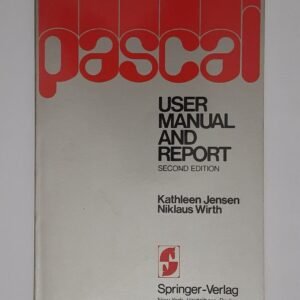 pascal
USER
MANUAL
AND
REPORT
SECOND EDITION
Kathleen Jensen
Niklaus Wirth
Springer-Verlag